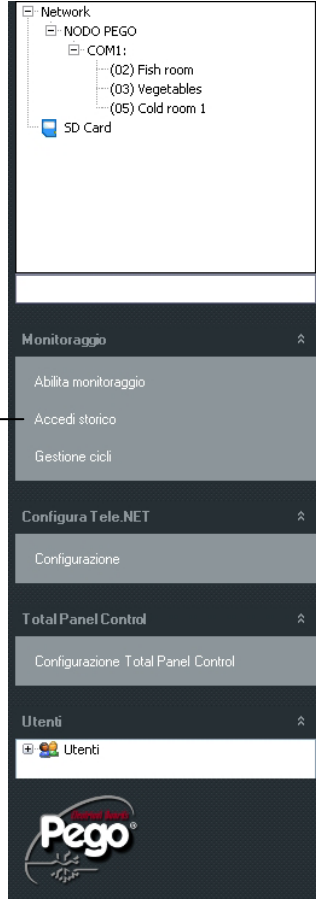 Network
NODO PEGO
COM1:
(02) Fish room
(03) Vegetables
(05) Cold room 1
SD Card
Monitoraggio
Abilita monitoraggio
Accedi storico
Gestione cicli
Configura Tele.NET
Configurazione
Total Panel Control
Configurazione Total Panel Control
Utenti
Utenti
Pego